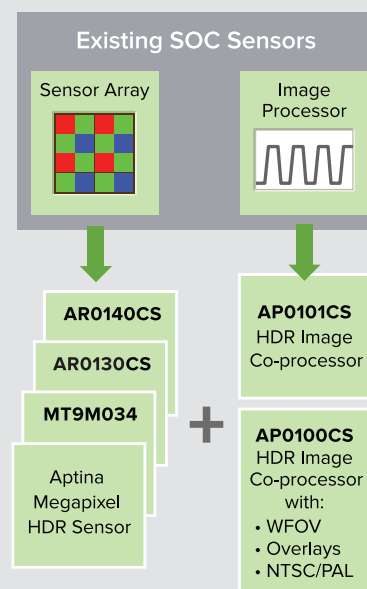 Existing SOC Sensors
Sensor Array
Image
Processor
AR0140CS
AR0130CS
MT9M034
Aptina
Megapixel
HDR Sensor
+
AP0101CS
HDR Image
Co-processor
AP0100CS
HDR Image
Co-processor
with:
• WFOV
• Overlays
• NTSC/PAL